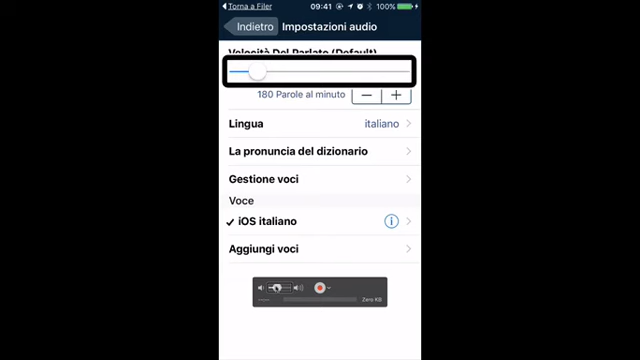 Torna a Filer 09:41 100%
Indietro Impostazioni audio
Velocità Del Parlato (Default)
180 Parole al minuto
Lingua italiano
La pronuncia del dizionario
Gestione voci
Voce
iOS italiano
Aggiungi voci
Zero KB